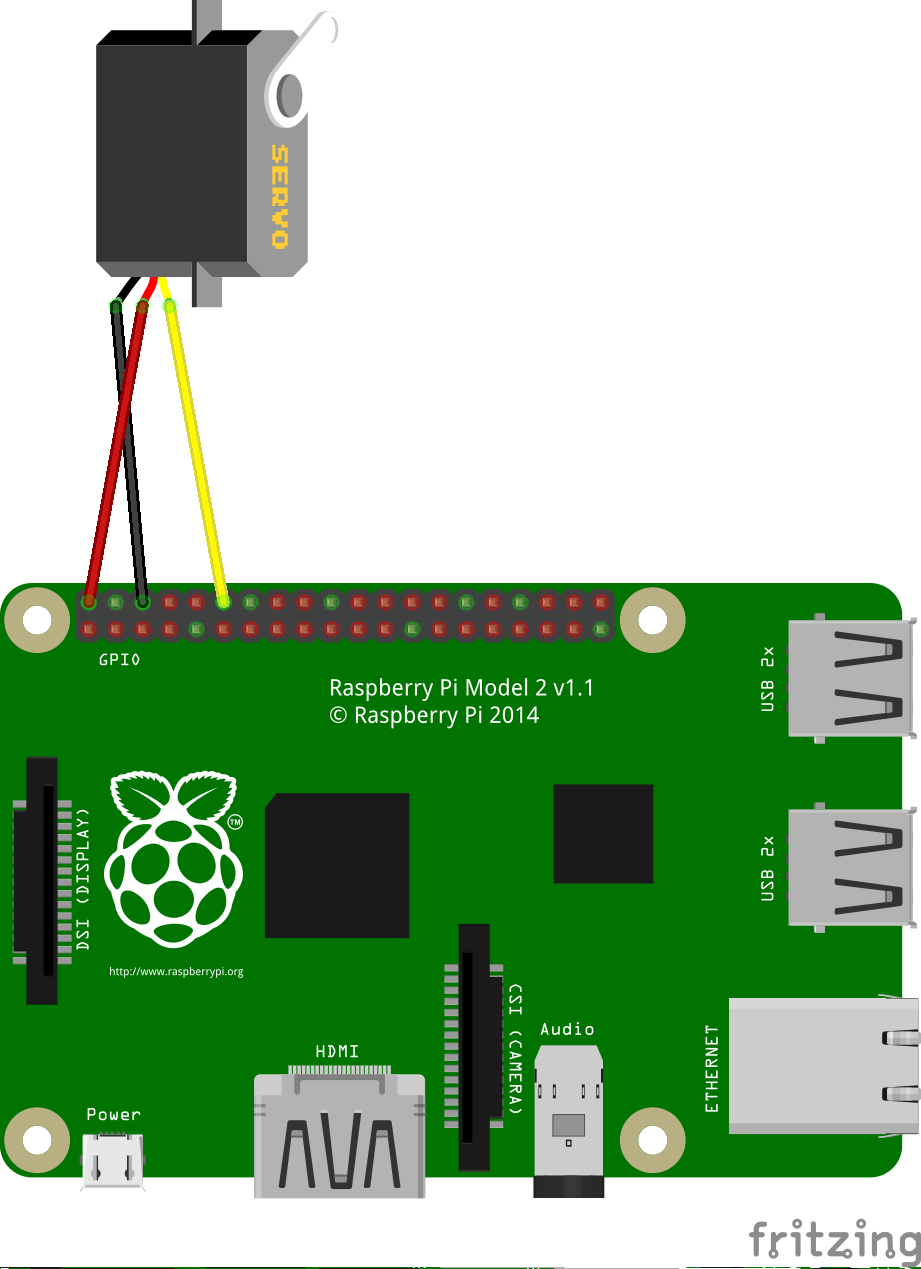 SERVO
GPIO
Raspberry Pi Model 2 v1.1
© Raspberry Pi 2014
USB 2x
DSI (DISPLAY)
TM
USB 2x
http://www.raspberrypi.org
CSI (CAMERA)
Audio
ETHERNET
HDMI
Power
fritzing